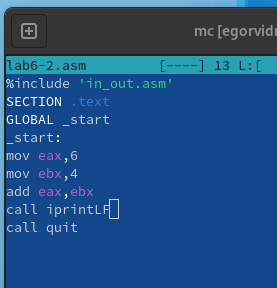 mc [egorvidr
lab6-2.asm [----] 13 L:[
%include 'in_out.asm'
SECTION .text
GLOBAL _start
_start:
mov eax,6
mov ebx,4
add eax,ebx
call iprintLF
call quit